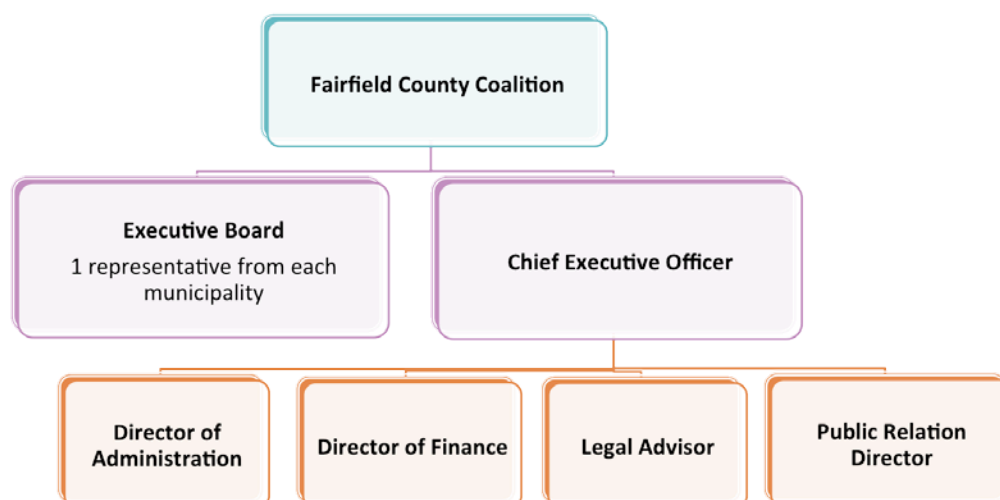 Fairfield County Coalition
Executive Board
1 representative from each
municipality
Chief Executive Officer
Director of
Administration
Director of Finance
Legal Advisor
Public Relation
Director